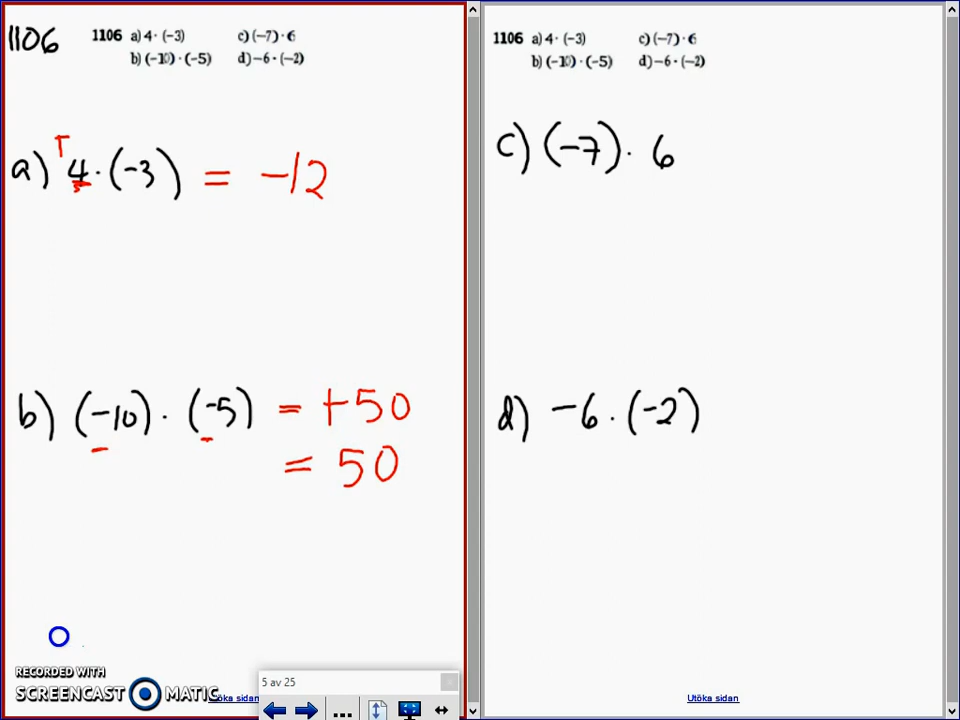 1106
1106 a) 4 · (−3) c) (−7) · 6
b) (−10) · (−5) d) −6 · (−2)
a) 4 · (-3) = -12
b) (-10) · (-5) = +50
= 50
RECORDED WITH
SCREENCAST MATIC
Utöka sidan
5 av 25
1106 a) 4 · (−3) c) (−7) · 6
b) (−10) · (−5) d) −6 · (−2)
c) (-7) · 6
d) -6 · (-2)
Utöka sidan